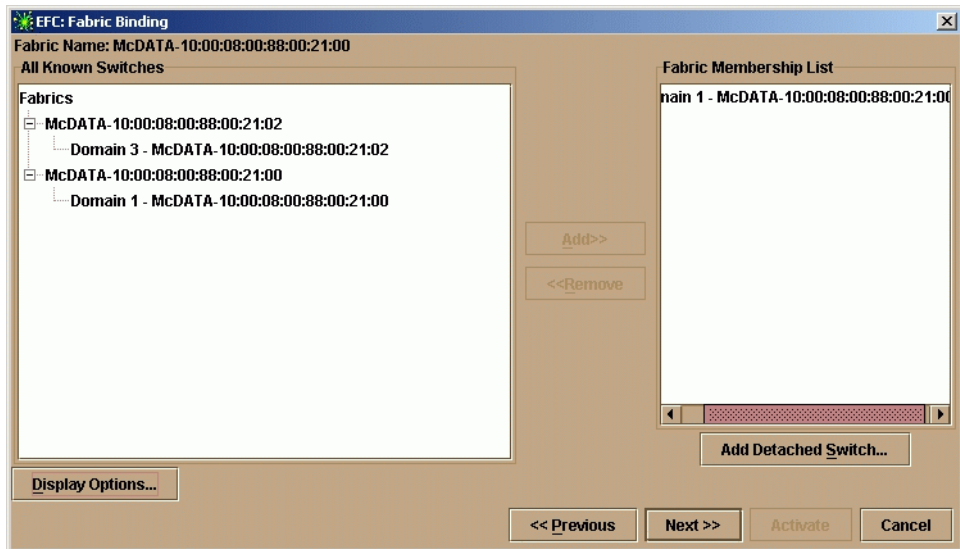 EFC: Fabric Binding
Fabric Name: McDATA-10:00:08:00:88:00:21:00
All Known Switches
Fabrics
McDATA-10:00:08:00:88:00:21:02
Domain 3 - McDATA-10:00:08:00:88:00:21:02
McDATA-10:00:08:00:88:00:21:00
Domain 1 - McDATA-10:00:08:00:88:00:21:00
Display Options...
Add>>
<<Remove
Fabric Membership List
nain 1 - McDATA-10:00:08:00:88:00:21:00
Add Detached Switch...
<< Previous
Next >>
Activate
Cancel